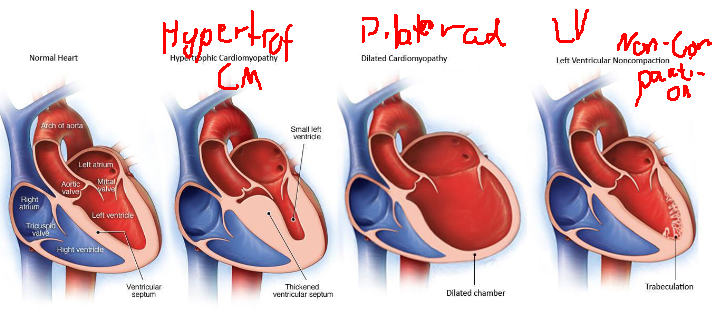 Hypertrof
CM
Dilaterad
LV
Non-Com
pacti-
on
Normal Heart
Hypertrophic Cardiomyopathy
Dilated Cardiomyopathy
Left Ventricular Noncompaction
Arch of aorta
Left atrium
Aortic
valve
Mitral
valve
Right
atrium
Left ventricle
Tricuspid
valve
Right ventricle
Ventricular
septum
Small left
ventricle
Thickened
ventricular septum
Dilated chamber
Trabeculation